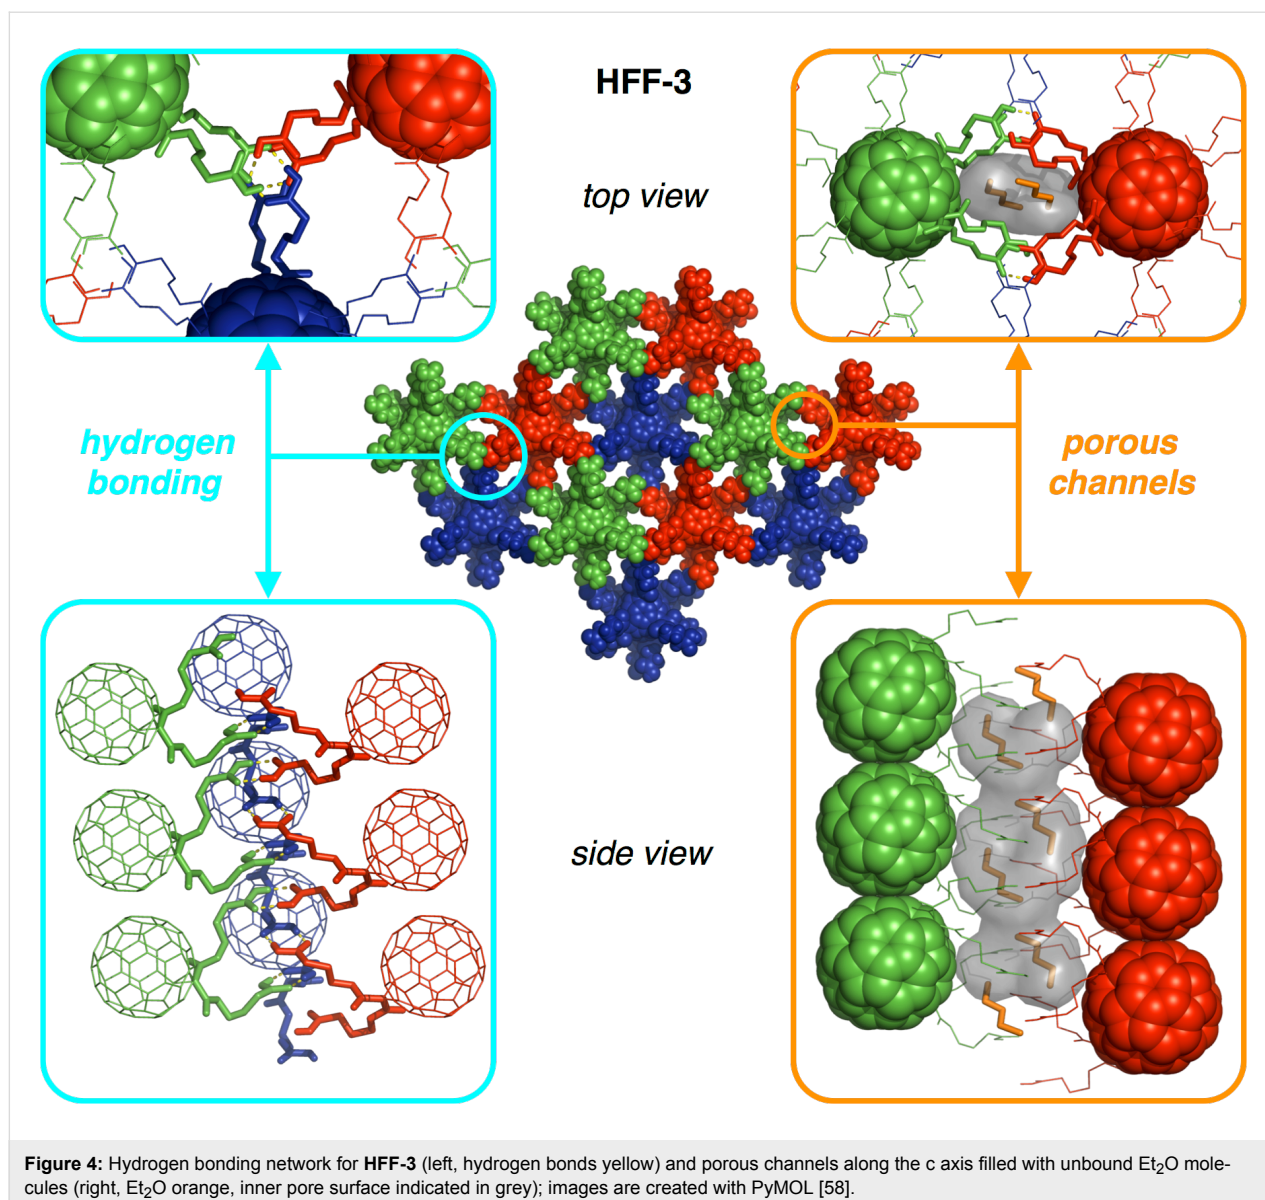 HFF-3
top view
hydrogen
bonding
porous
channels
side view
Figure 4: Hydrogen bonding network for HFF-3 (left, hydrogen bonds yellow) and porous channels along the c axis filled with unbound Et₂O mole-
cules (right, Et₂O orange, inner pore surface indicated in grey); images are created with PyMOL [58].